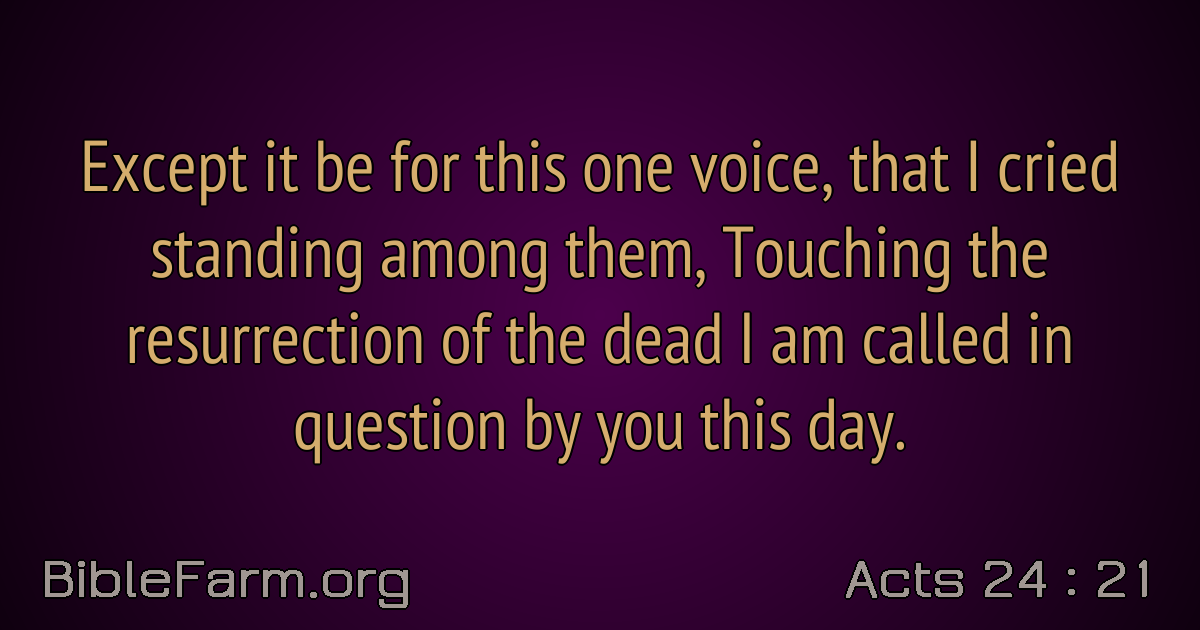 Except it be for this one voice, that I cried
standing among them, Touching the
resurrection of the dead I am called in
question by you this day.
BibleFarm.org
Acts 24 : 21